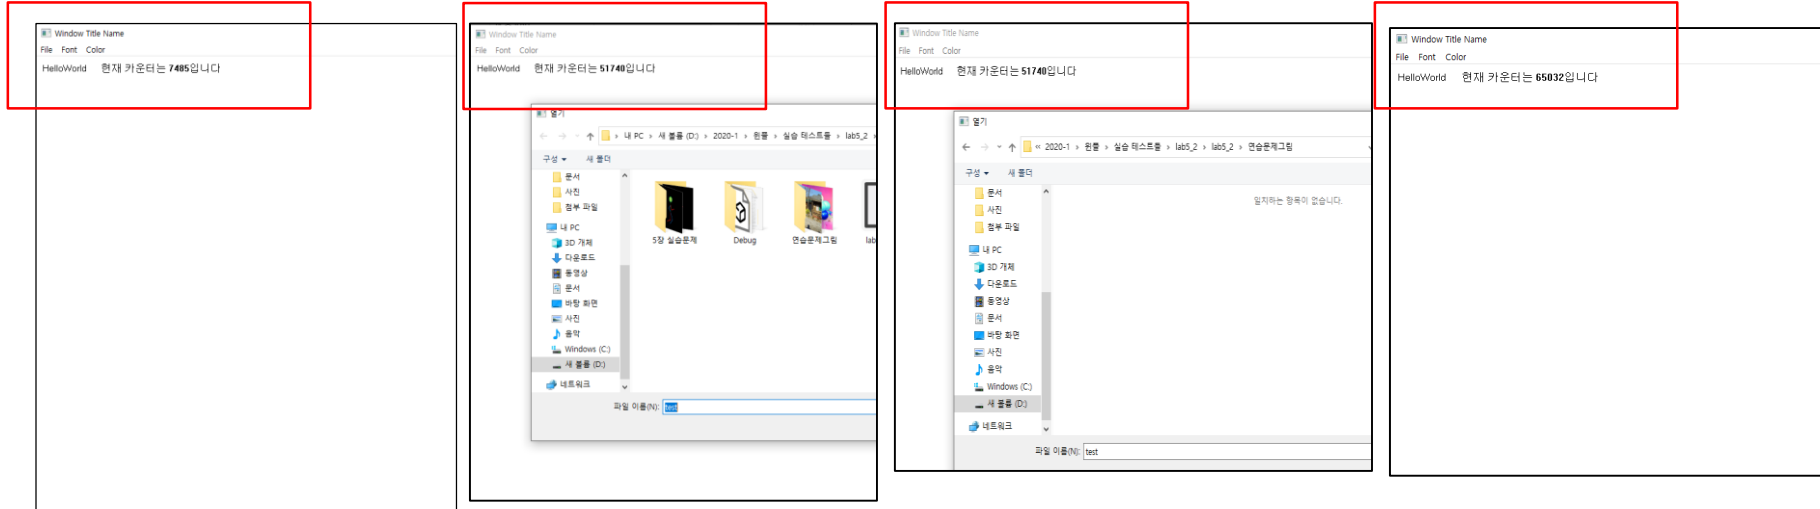 Window Title Name
File Font Color
HelloWorld 현재 카운터는 7485입니다
Window Title Name
File Font Color
HelloWorld 현재 카운터는 51740입니다
열기
내 PC > 새 볼륨 (D:) > 2020-1 > 윈플 > 실습 테스트들 > lab5_2 >
구성 새 폴더
문서
사진
첨부 파일
내 PC
3D 개체
다운로드
동영상
문서
바탕 화면
사진
음악
Windows (C:)
새 볼륨 (D:)
네트워크
5장 실습문제 Debug 연습문제그림 lab
파일 이름(N): test
Window Title Name
File Font Color
HelloWorld 현재 카운터는 51740입니다
열기
« 2020-1 > 윈플 > 실습 테스트들 > lab5_2 > lab5_2 > 연습문제그림
구성 새 폴더
문서
사진
첨부 파일
내 PC
3D 개체
다운로드
동영상
문서
바탕 화면
사진
음악
Windows (C:)
새 볼륨 (D:)
네트워크
일치하는 항목이 없습니다.
파일 이름(N): test
Window Title Name
File Font Color
HelloWorld 현재 카운터는 65032입니다